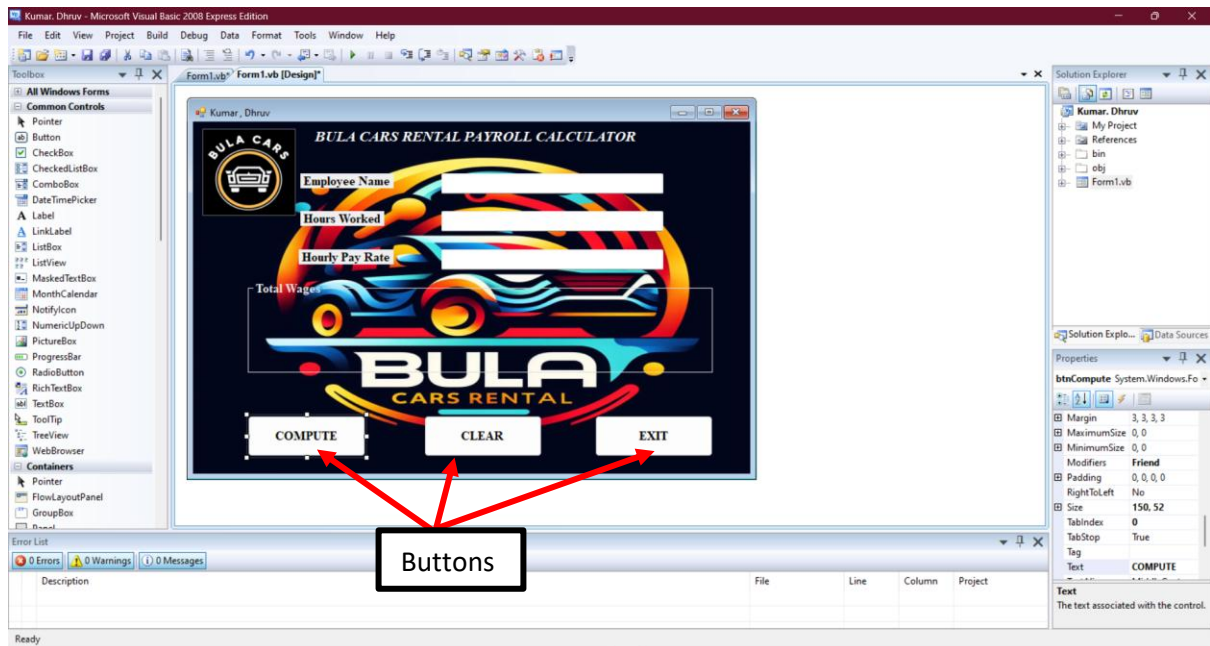 Kumar. Dhruv - Microsoft Visual Basic 2008 Express Edition
File Edit View Project Build Debug Data Format Tools Window Help
Toolbox
All Windows Forms
Common Controls
Pointer
Button
CheckBox
CheckedListBox
ComboBox
DateTimePicker
Label
LinkLabel
ListBox
ListView
MaskedTextBox
MonthCalendar
NotifyIcon
NumericUpDown
PictureBox
ProgressBar
RadioButton
RichTextBox
TextBox
ToolTip
TreeView
WebBrowser
Containers
Pointer
FlowLayoutPanel
GroupBox
Panel
Form1.vb* Form1.vb [Design]*
Kumar , Dhruv
BULA CARS
BULA CARS RENTAL PAYROLL CALCULATOR
Employee Name
Hours Worked
Hourly Pay Rate
Total Wages
BULA
CARS RENTAL
COMPUTE CLEAR EXIT
Buttons
Solution Explorer
Kumar. Dhruv
My Project
References
bin
obj
Form1.vb
Solution Explo... Data Sources
Properties
btnCompute System.Windows.Fo
Margin 3, 3, 3, 3
MaximumSize 0, 0
MinimumSize 0, 0
Modifiers Friend
Padding 0, 0, 0, 0
RightToLeft No
Size 150, 52
TabIndex 0
TabStop True
Tag
Text COMPUTE
Text
The text associated with the control.
Error List
0 Errors 0 Warnings 0 Messages
Description File Line Column Project
Ready